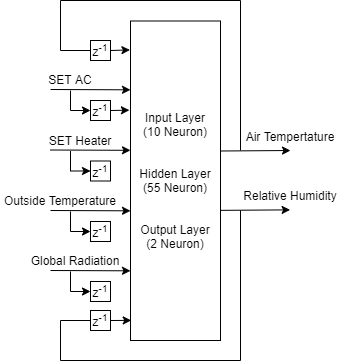 z-1
SET AC
z-1
SET Heater
z-1
Outside Temperature
z-1
Global Radiation
z-1
z-1
Input Layer
(10 Neuron)
Hidden Layer
(55 Neuron)
Output Layer
(2 Neuron)
Air Tempertature
Relative Humidity